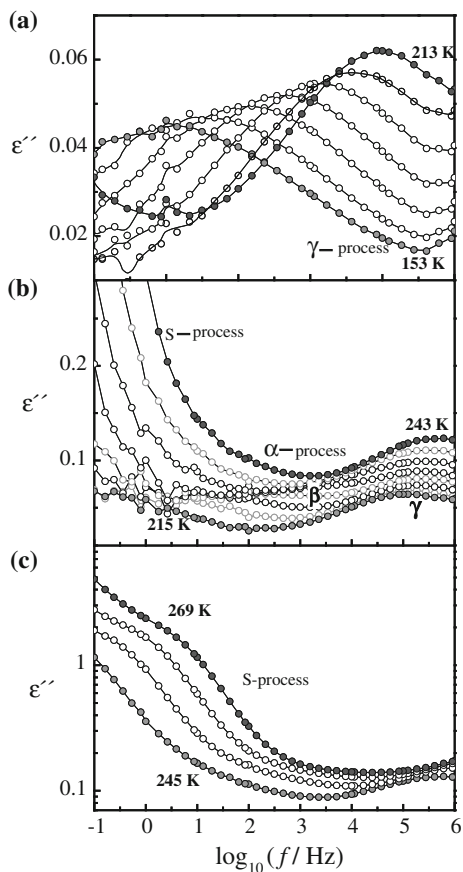 (a)
0.06
213 K
ε´´
0.04
0.02
γ— process
153 K
(b)
S—process
0.2
ε´´
α—process
243 K
0.1
β
215 K
γ
(c)
269 K
ε´´
1
S-process
245 K
0.1
-1 0 1 2 3 4 5 6
log10 (f / Hz)